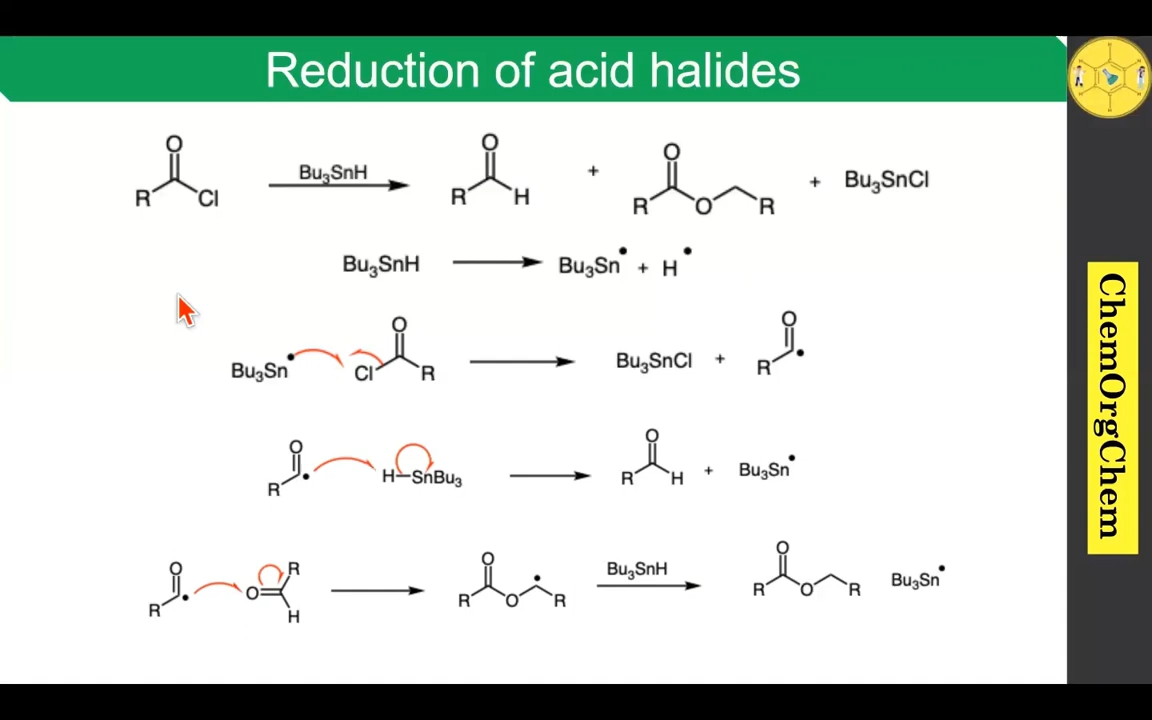 Reduction of acid halides
O O O
R Cl Bu₃SnH R H + R O R + Bu₃SnCl
Bu₃SnH Bu₃Sn• + H•
O O
Bu₃Sn• Cl R Bu₃SnCl + R •
O O
R • H–SnBu₃ R H + Bu₃Sn•
O R O Bu₃SnH O
R • O H R O • R R O R Bu₃Sn•
ChemOrgChem